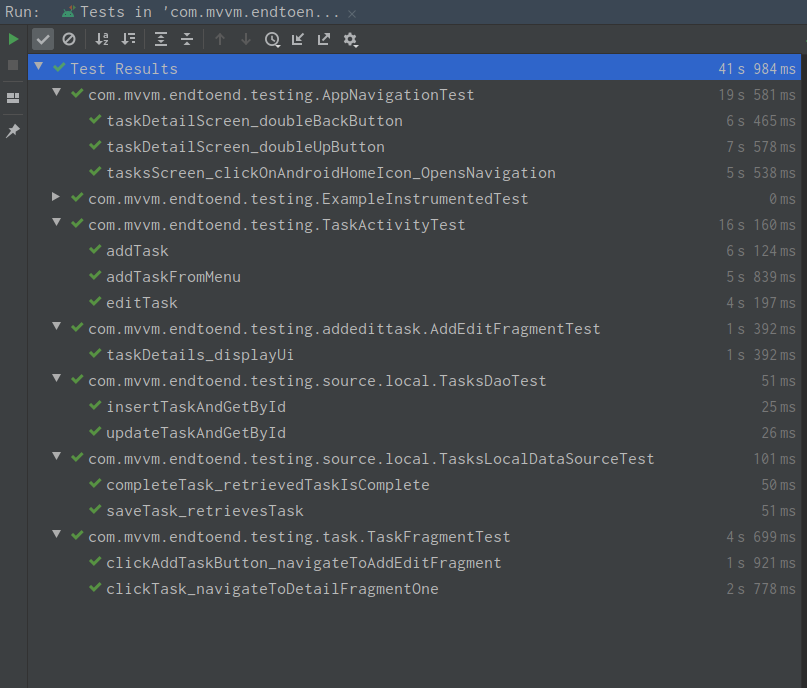 Run: Tests in 'com.mvvm.endtoen...
Test Results 41 s 984 ms
com.mvvm.endtoend.testing.AppNavigationTest 19 s 581 ms
taskDetailScreen_doubleBackButton 6 s 465 ms
taskDetailScreen_doubleUpButton 7 s 578 ms
tasksScreen_clickOnAndroidHomeIcon_OpensNavigation 5 s 538 ms
com.mvvm.endtoend.testing.ExampleInstrumentedTest 0 ms
com.mvvm.endtoend.testing.TaskActivityTest 16 s 160 ms
addTask 6 s 124 ms
addTaskFromMenu 5 s 839 ms
editTask 4 s 197 ms
com.mvvm.endtoend.testing.addedittask.AddEditFragmentTest 1 s 392 ms
taskDetails_displayUi 1 s 392 ms
com.mvvm.endtoend.testing.source.local.TasksDaoTest 51 ms
insertTaskAndGetById 25 ms
updateTaskAndGetById 26 ms
com.mvvm.endtoend.testing.source.local.TasksLocalDataSourceTest 101 ms
completeTask_retrievedTaskIsComplete 50 ms
saveTask_retrievesTask 51 ms
com.mvvm.endtoend.testing.task.TaskFragmentTest 4 s 699 ms
clickAddTaskButton_navigateToAddEditFragment 1 s 921 ms
clickTask_navigateToDetailFragmentOne 2 s 778 ms